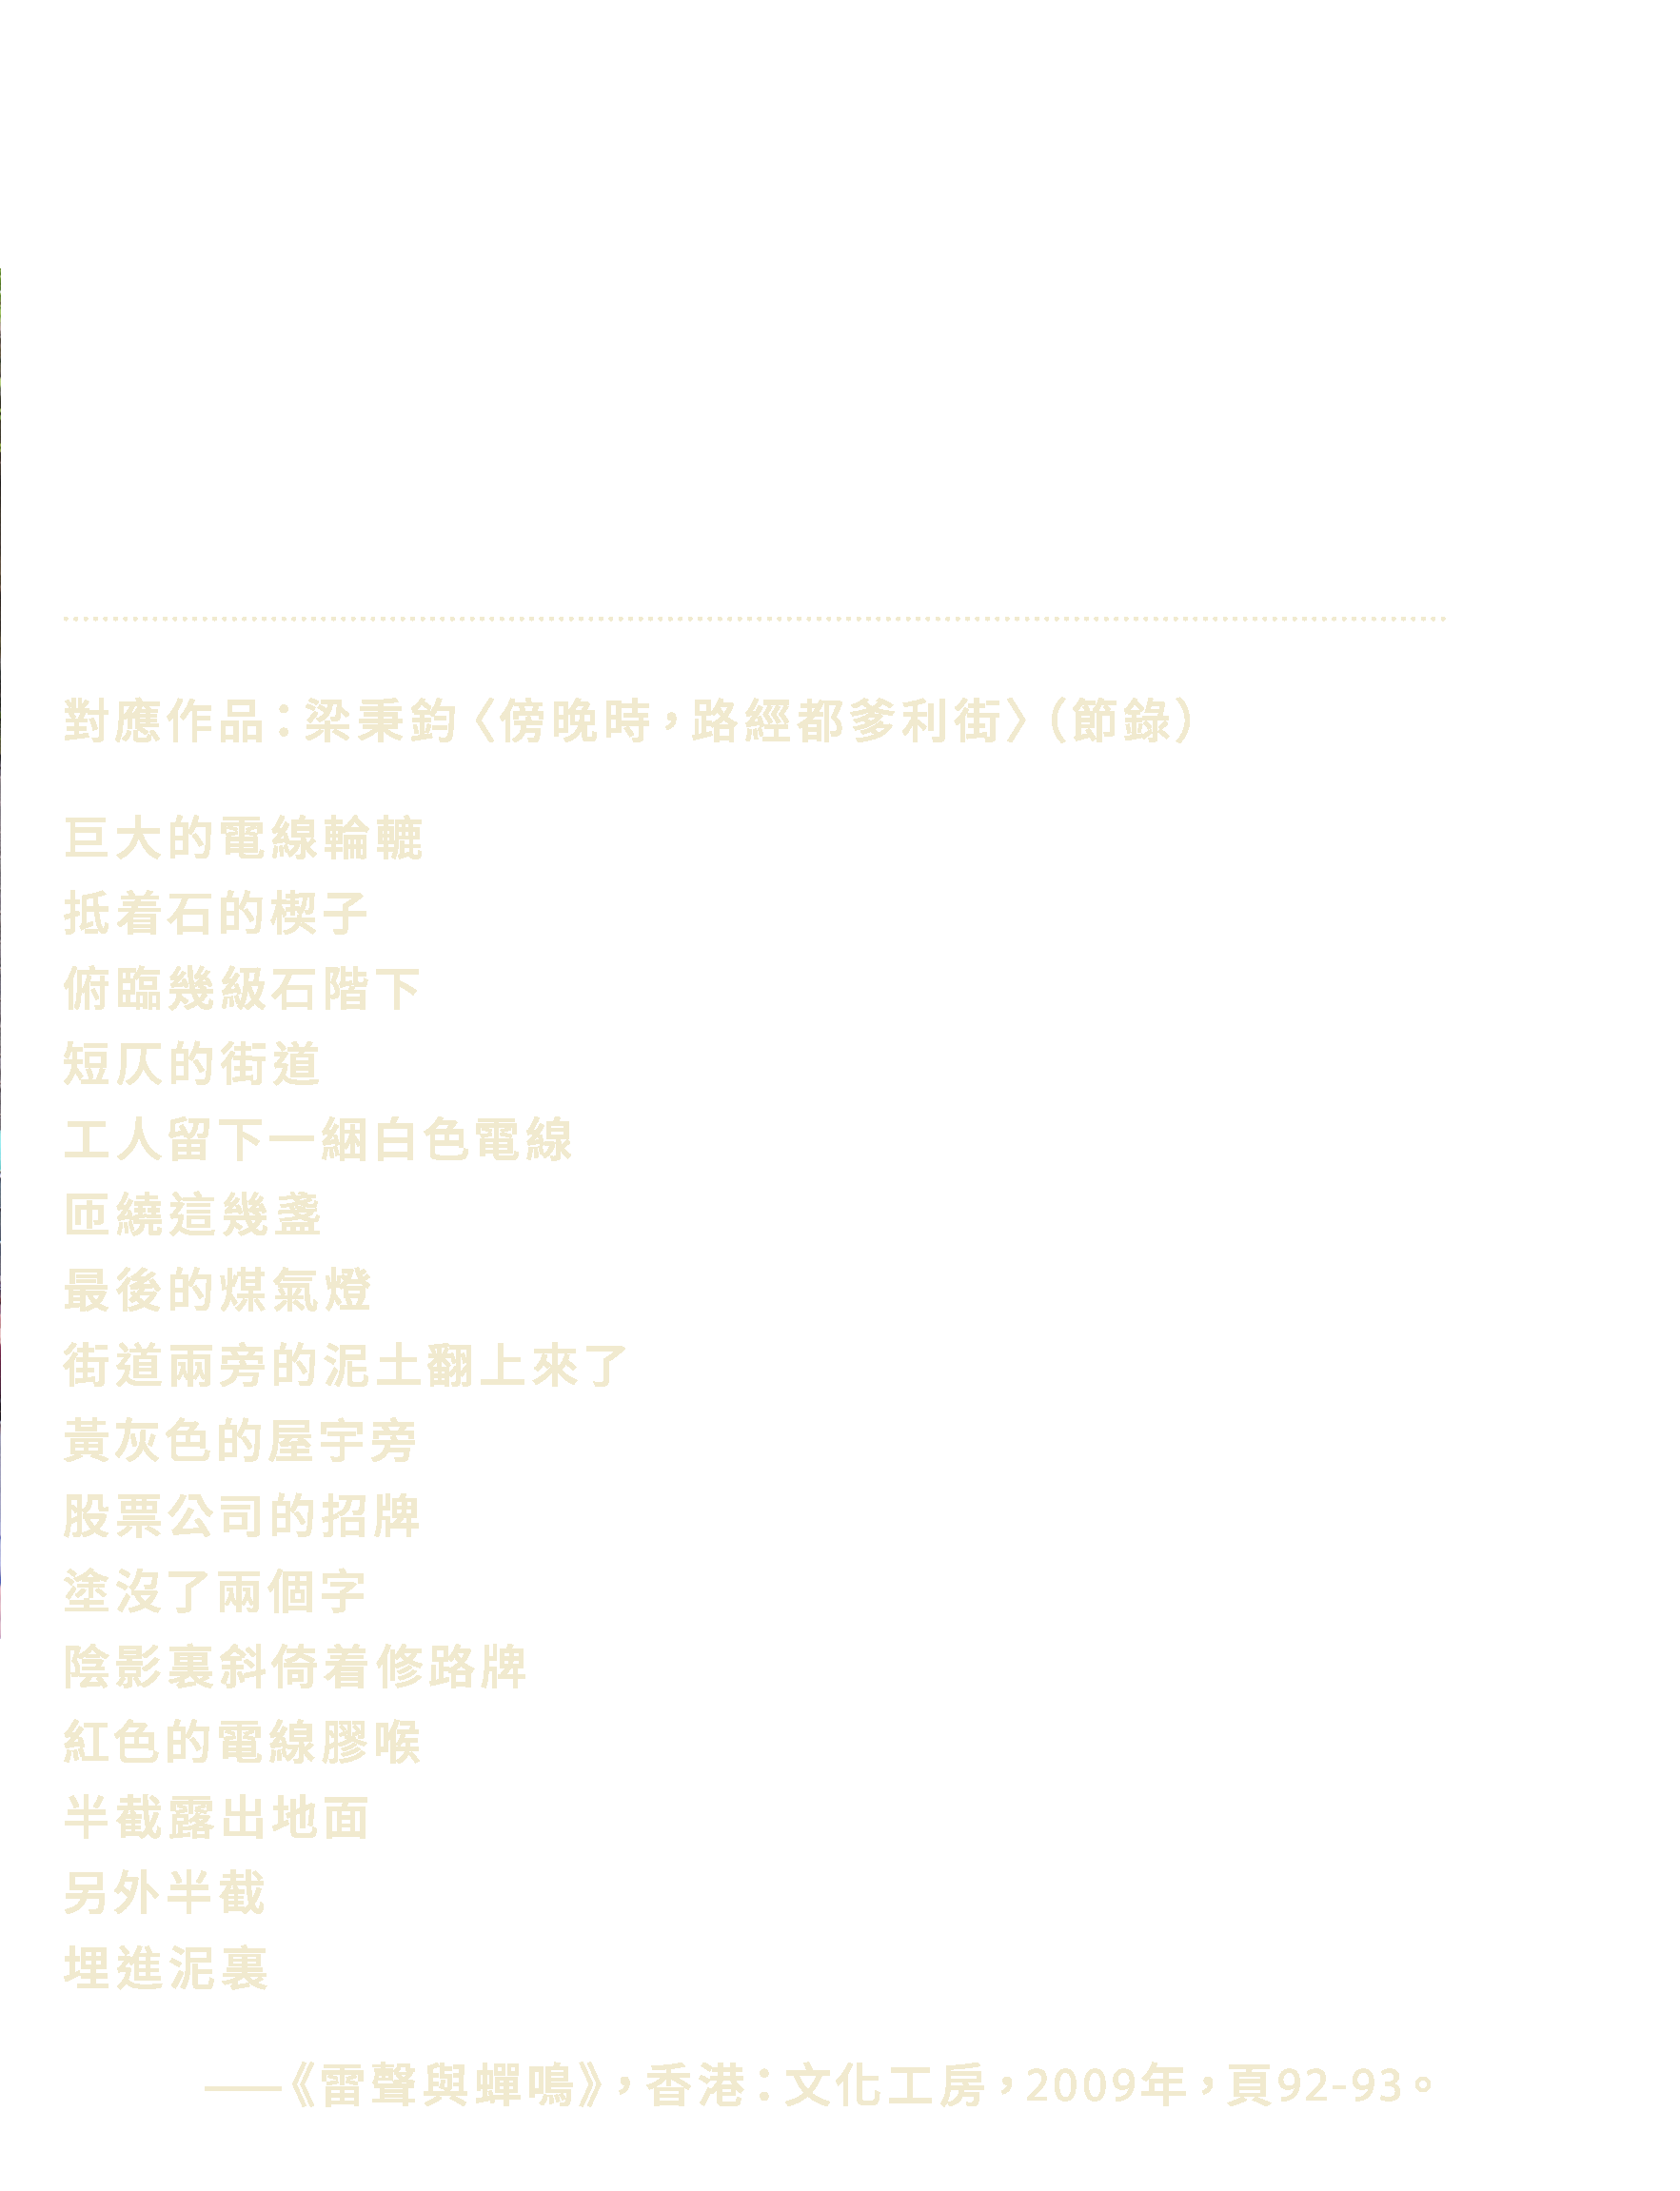 對應作品：梁秉鈞〈傍晚時，路經都爹利街〉（節錄）
巨大的電線輪轆
抵着石的楔子
俯臨幾級石階下
短仄的街道
工人留下一綑白色電線
匝繞這幾盞
最後的煤氣燈
街道兩旁的泥土翻上來了
黃灰色的屋宇旁
股票公司的招牌
塗沒了兩個字
陰影裏斜倚着修路牌
紅色的電線膠喉
半截露出地面
另外半截
埋進泥裏
——《雷聲與蟬鳴》，香港：文化工房，2009年，頁92-93。